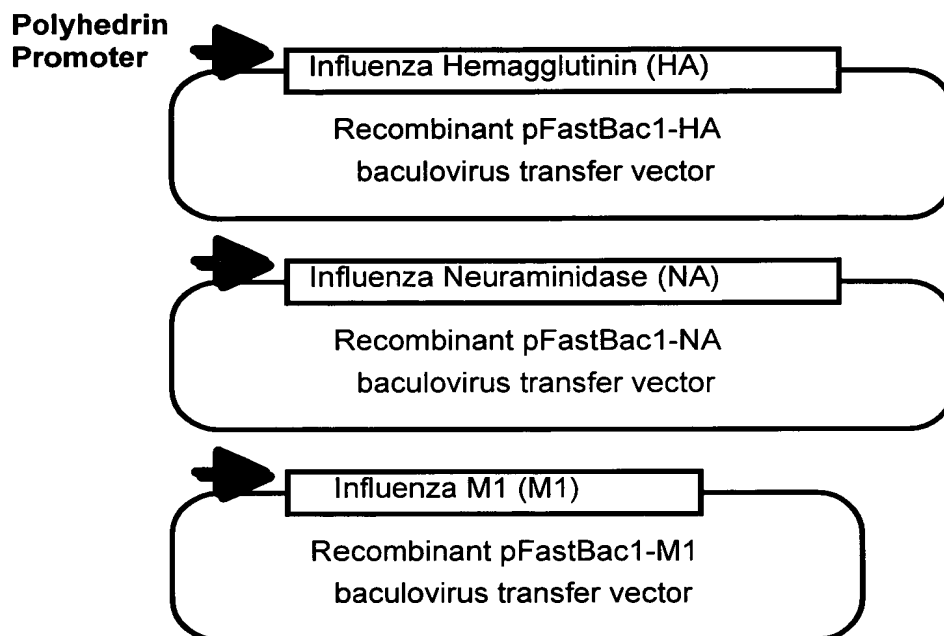 Polyhedrin
Promoter
Influenza Hemagglutinin (HA)
Recombinant pFastBac1-HA
baculovirus transfer vector
Influenza Neuraminidase (NA)
Recombinant pFastBac1-NA
baculovirus transfer vector
Influenza M1 (M1)
Recombinant pFastBac1-M1
baculovirus transfer vector